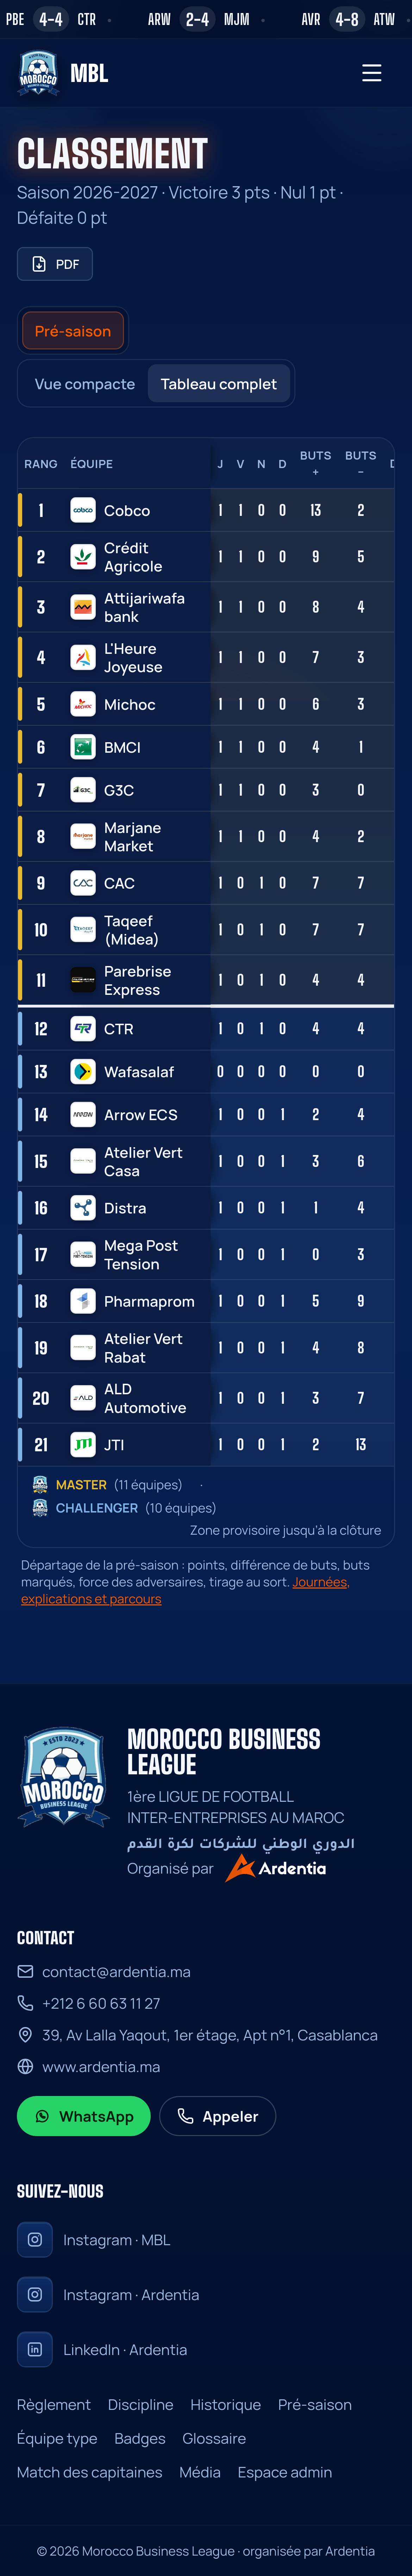 PBE 4-4 CTR · ARW 2-4 MJM · AVR 4-8 ATW
MBL
CLASSEMENT
Saison 2026-2027 · Victoire 3 pts · Nul 1 pt ·
Défaite 0 pt
PDF
Pré-saison
Vue compacte Tableau complet
RANG ÉQUIPE J V N D BUTS + BUTS −
1 Cobco 1 1 0 0 13 2
2 Crédit Agricole 1 1 0 0 9 5
3 Attijariwafa bank 1 1 0 0 8 4
4 L'Heure Joyeuse 1 1 0 0 7 3
5 Michoc 1 1 0 0 6 3
6 BMCI 1 1 0 0 4 1
7 G3C 1 1 0 0 3 0
8 Marjane Market 1 1 0 0 4 2
9 CAC 1 0 1 0 7 7
10 Taqeef (Midea) 1 0 1 0 7 7
11 Parebrise Express 1 0 1 0 4 4
12 CTR 1 0 1 0 4 4
13 Wafasalaf 0 0 0 0 0 0
14 Arrow ECS 1 0 0 1 2 4
15 Atelier Vert Casa 1 0 0 1 3 6
16 Distra 1 0 0 1 1 4
17 Mega Post Tension 1 0 0 1 0 3
18 Pharmaprom 1 0 0 1 5 9
19 Atelier Vert Rabat 1 0 0 1 4 8
20 ALD Automotive 1 0 0 1 3 7
21 JTI 1 0 0 1 2 13
MASTER (11 équipes) ·
CHALLENGER (10 équipes)
Zone provisoire jusqu'à la clôture
Départage de la pré-saison : points, différence de buts, buts
marqués, force des adversaires, tirage au sort. Journées,
explications et parcours
ESTD 2023
MOROCCO
BUSINESS LEAGUE
MOROCCO BUSINESS
LEAGUE
1ère LIGUE DE FOOTBALL
INTER-ENTREPRISES AU MAROC
الدوري الوطني للشركات لكرة القدم
Organisé par Ardentia
CONTACT
contact@ardentia.ma
+212 6 60 63 11 27
39, Av Lalla Yaqout, 1er étage, Apt n°1, Casablanca
www.ardentia.ma
WhatsApp Appeler
SUIVEZ-NOUS
Instagram · MBL
Instagram · Ardentia
LinkedIn · Ardentia
Règlement Discipline Historique Pré-saison
Équipe type Badges Glossaire
Match des capitaines Média Espace admin
© 2026 Morocco Business League · organisée par Ardentia